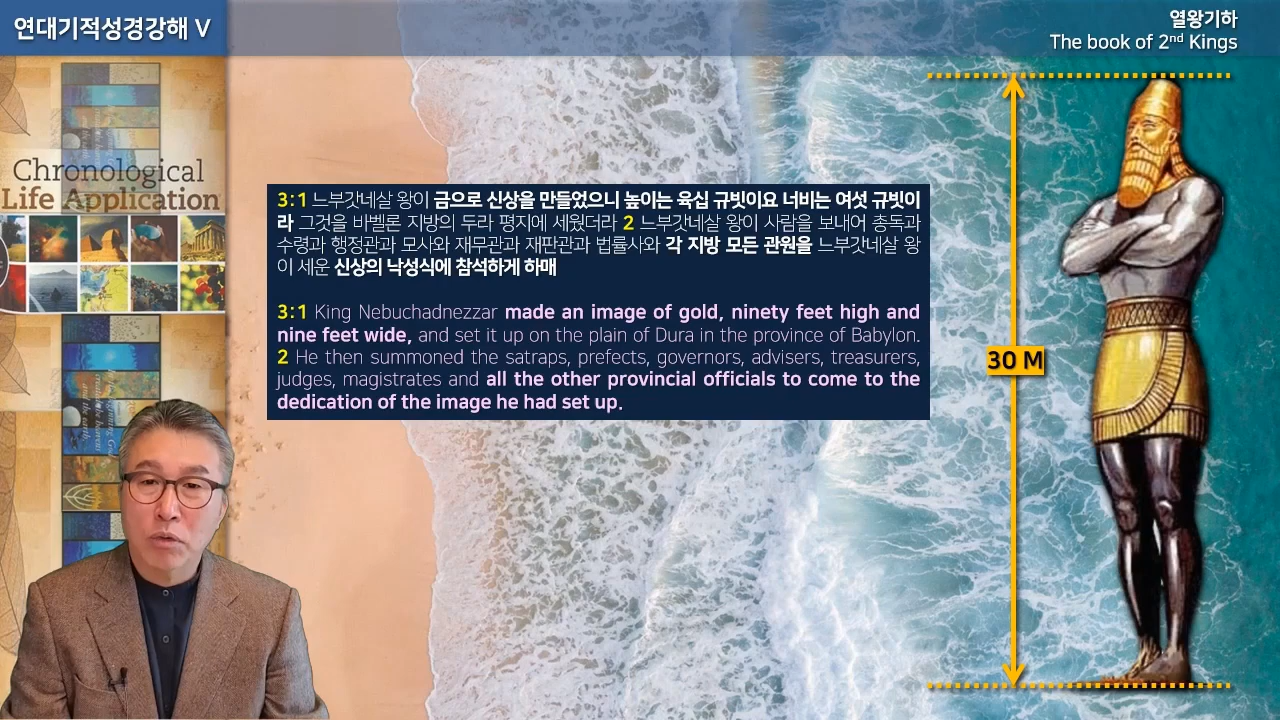 연대기적성경강해 V
열왕기하
The book of 2nd Kings
Chronological
Life Application
3:1 느부갓네살 왕이 금으로 신상을 만들었으니 높이는 육십 규빗이요 너비는 여섯 규빗이
라 그것을 바벨론 지방의 두라 평지에 세웠더라 2 느부갓네살 왕이 사람을 보내어 총독과
수령과 행정관과 모사와 재무관과 재판관과 법률사와 각 지방 모든 관원을 느부갓네살 왕
이 세운 신상의 낙성식에 참석하게 하매
3:1 King Nebuchadnezzar made an image of gold, ninety feet high and
nine feet wide, and set it up on the plain of Dura in the province of Babylon.
2 He then summoned the satraps, prefects, governors, advisers, treasurers,
judges, magistrates and all the other provincial officials to come to the
dedication of the image he had set up.
30 M